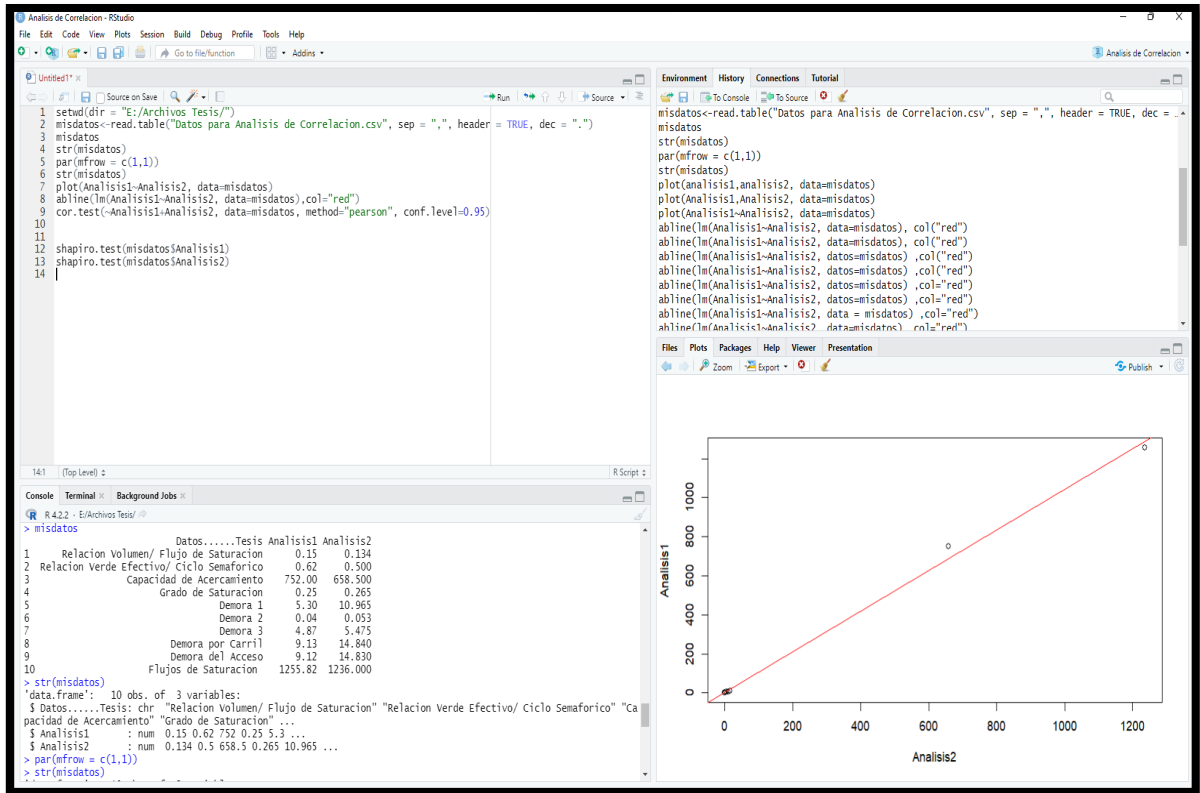 Analisis de Correlacion - RStudio
File Edit Code View Plots Session Build Debug Profile Tools Help
Go to file/function Addins
Analisis de Correlacion
Untitled1*
Source on Save Run Source
1 setwd(dir = "E:/Archivos Tesis/")
2 misdatos<-read.table("Datos para Analisis de Correlacion.csv", sep = ",", header = TRUE, dec = ".")
3 misdatos
4 str(misdatos)
5 par(mfrow = c(1,1))
6 str(misdatos)
7 plot(Analisis1~Analisis2, data=misdatos)
8 abline(lm(Analisis1~Analisis2, data=misdatos),col="red")
9 cor.test(~Analisis1+Analisis2, data=misdatos, method="pearson", conf.level=0.95)
10
11
12 shapiro.test(misdatos$Analisis1)
13 shapiro.test(misdatos$Analisis2)
14
14:1 (Top Level) R Script
Console Terminal Background Jobs
R 4.2.2 - E:/Archivos Tesis/
> misdatos
Datos......Tesis Analisis1 Analisis2
1 Relacion Volumen/ Flujo de Saturacion 0.15 0.134
2 Relacion Verde Efectivo/ Ciclo Semaforico 0.62 0.500
3 Capacidad de Acercamiento 752.00 658.500
4 Grado de Saturacion 0.25 0.265
5 Demora 1 5.30 10.965
6 Demora 2 0.04 0.053
7 Demora 3 4.87 5.475
8 Demora por Carril 9.13 14.840
9 Demora del Acceso 9.12 14.830
10 Flujos de Saturacion 1255.82 1236.000
> str(misdatos)
'data.frame': 10 obs. of 3 variables:
$ Datos......Tesis: chr "Relacion Volumen/ Flujo de Saturacion" "Relacion Verde Efectivo/ Ciclo Semaforico" "Ca
pacidad de Acercamiento" "Grado de Saturacion" ...
$ Analisis1 : num 0.15 0.62 752 0.25 5.3 ...
$ Analisis2 : num 0.134 0.5 658.5 0.265 10.965 ...
> par(mfrow = c(1,1))
> str(misdatos)
Environment History Connections Tutorial
To Console To Source
misdatos<-read.table("Datos para Analisis de Correlacion.csv", sep = ",", header = TRUE, dec = "..
misdatos
str(misdatos)
par(mfrow = c(1,1))
str(misdatos)
plot(analisis1,analisis2, data=misdatos)
plot(Analisis1,Analisis2, data=misdatos)
plot(Analisis1~Analisis2, data=misdatos)
abline(lm(Analisis1~Analisis2, data=misdatos), col("red")
abline(lm(Analisis1~Analisis2, data=misdatos), col("red")
abline(lm(Analisis1~Analisis2, datos=misdatos) ,col("red")
abline(lm(Analisis1~Analisis2, datos=misdatos) ,col("red")
abline(lm(Analisis1~Analisis2, datos=misdatos) ,col="red")
abline(lm(Analisis1~Analisis2, datos=misdatos) ,col="red")
abline(lm(Analisis1~Analisis2, data = misdatos) ,col="red")
abline(lm(Analisis1~Analisis2, data=misdatos), col="red")
Files Plots Packages Help Viewer Presentation
Zoom Export Publish
Analisis1
1000
800
600
400
200
0
0 200 400 600 800 1000 1200
Analisis2